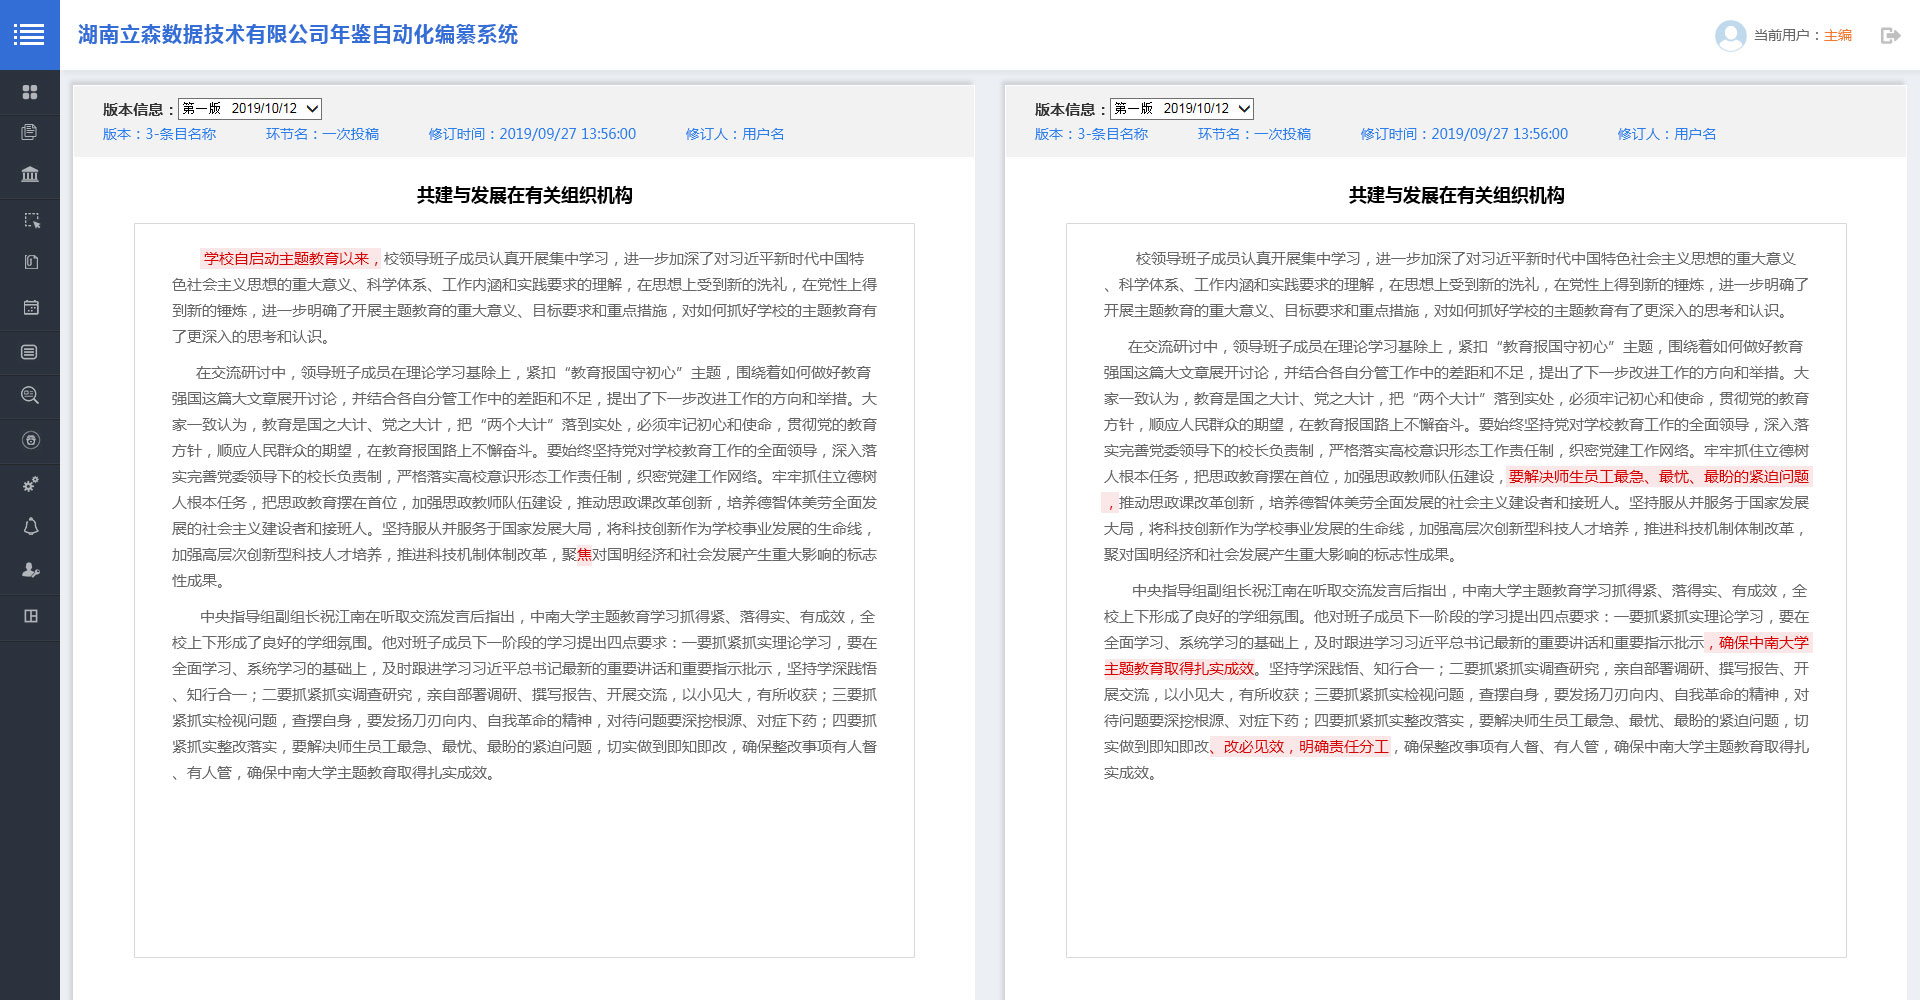 湖南立森数据技术有限公司年鉴自动化编纂系统
当前用户：主编
版本信息：第一版 2019/10/12
版本：3-条目名称 环节名：一次投稿 修订时间：2019/09/27 13:56:00 修订人：用户名
共建与发展在有关组织机构
学校自启动主题教育以来，校领导班子成员认真开展集中学习，进一步加深了对习近平新时代中国特
色社会主义思想的重大意义、科学体系、工作内涵和实践要求的理解，在思想上受到新的洗礼，在党性上得
到新的锤炼，进一步明确了开展主题教育的重大意义、目标要求和重点措施，对如何抓好学校的主题教育有
了更深入的思考和认识。
在交流研讨中，领导班子成员在理论学习基除上，紧扣“教育报国守初心”主题，围绕着如何做好教育
强国这篇大文章展开讨论，并结合各自分管工作中的差距和不足，提出了下一步改进工作的方向和举措。大
家一致认为，教育是国之大计、党之大计，把“两个大计”落到实处，必须牢记初心和使命，贯彻党的教育
方针，顺应人民群众的期望，在教育报国路上不懈奋斗。要始终坚持党对学校教育工作的全面领导，深入落
实完善党委领导下的校长负责制，严格落实高校意识形态工作责任制，织密党建工作网络。牢牢抓住立德树
人根本任务，把思政教育摆在首位，加强思政教师队伍建设，推动思政课改革创新，培养德智体美劳全面发
展的社会主义建设者和接班人。坚持服从并服务于国家发展大局，将科技创新作为学校事业发展的生命线，
加强高层次创新型科技人才培养，推进科技机制体制改革，聚焦对国明经济和社会发展产生重大影响的标志
性成果。
中央指导组副组长祝江南在听取交流发言后指出，中南大学主题教育学习抓得紧、落得实、有成效，全
校上下形成了良好的学细氛围。他对班子成员下一阶段的学习提出四点要求：一要抓紧抓实理论学习，要在
全面学习、系统学习的基础上，及时跟进学习习近平总书记最新的重要讲话和重要指示批示，坚持学深践悟
、知行合一；二要抓紧抓实调查研究，亲自部署调研、撰写报告、开展交流，以小见大，有所收获；三要抓
紧抓实检视问题，查摆自身，要发扬刀刃向内、自我革命的精神，对待问题要深挖根源、对症下药；四要抓
紧抓实整改落实，要解决师生员工最急、最忧、最盼的紧迫问题，切实做到即知即改，确保整改事项有人督
、有人管，确保中南大学主题教育取得扎实成效。
版本信息：第一版 2019/10/12
版本：3-条目名称 环节名：一次投稿 修订时间：2019/09/27 13:56:00 修订人：用户名
共建与发展在有关组织机构
校领导班子成员认真开展集中学习，进一步加深了对习近平新时代中国特色社会主义思想的重大意义
、科学体系、工作内涵和实践要求的理解，在思想上受到新的洗礼，在党性上得到新的锤炼，进一步明确了
开展主题教育的重大意义、目标要求和重点措施，对如何抓好学校的主题教育有了更深入的思考和认识。
在交流研讨中，领导班子成员在理论学习基除上，紧扣“教育报国守初心”主题，围绕着如何做好教育
强国这篇大文章展开讨论，并结合各自分管工作中的差距和不足，提出了下一步改进工作的方向和举措。大
家一致认为，教育是国之大计、党之大计，把“两个大计”落到实处，必须牢记初心和使命，贯彻党的教育
方针，顺应人民群众的期望，在教育报国路上不懈奋斗。要始终坚持党对学校教育工作的全面领导，深入落
实完善党委领导下的校长负责制，严格落实高校意识形态工作责任制，织密党建工作网络。牢牢抓住立德树
人根本任务，把思政教育摆在首位，加强思政教师队伍建设，要解决师生员工最急、最忧、最盼的紧迫问题
，推动思政课改革创新，培养德智体美劳全面发展的社会主义建设者和接班人。坚持服从并服务于国家发展
大局，将科技创新作为学校事业发展的生命线，加强高层次创新型科技人才培养，推进科技机制体制改革，
聚对国明经济和社会发展产生重大影响的标志性成果。
中央指导组副组长祝江南在听取交流发言后指出，中南大学主题教育学习抓得紧、落得实、有成效，全
校上下形成了良好的学细氛围。他对班子成员下一阶段的学习提出四点要求：一要抓紧抓实理论学习，要在
全面学习、系统学习的基础上，及时跟进学习习近平总书记最新的重要讲话和重要指示批示，确保中南大学
主题教育取得扎实成效。坚持学深践悟、知行合一；二要抓紧抓实调查研究，亲自部署调研、撰写报告、开
展交流，以小见大，有所收获；三要抓紧抓实检视问题，查摆自身，要发扬刀刃向内、自我革命的精神，对
待问题要深挖根源、对症下药；四要抓紧抓实整改落实，要解决师生员工最急、最忧、最盼的紧迫问题，切
实做到即知即改、改必见效，明确责任分工，确保整改事项有人督、有人管，确保中南大学主题教育取得扎
实成效。